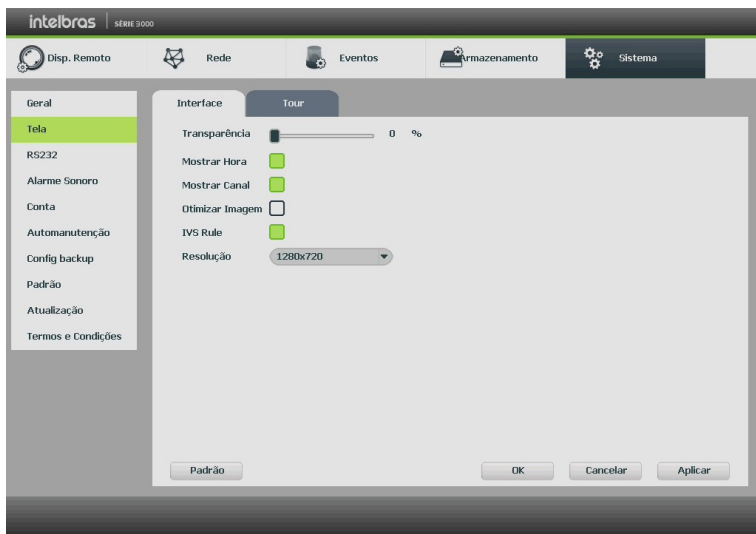 intelbras SÉRIE 3000
Disp. Remoto
Rede
Eventos
Armazenamento
Sistema
Geral
Tela
RS232
Alarme Sonoro
Conta
Automanutenção
Config backup
Padrão
Atualização
Termos e Condições
Interface
Tour
Transparência 0 %
Mostrar Hora
Mostrar Canal
Otimizar Imagem
IVS Rule
Resolução 1280x720
Padrão
OK
Cancelar
Aplicar